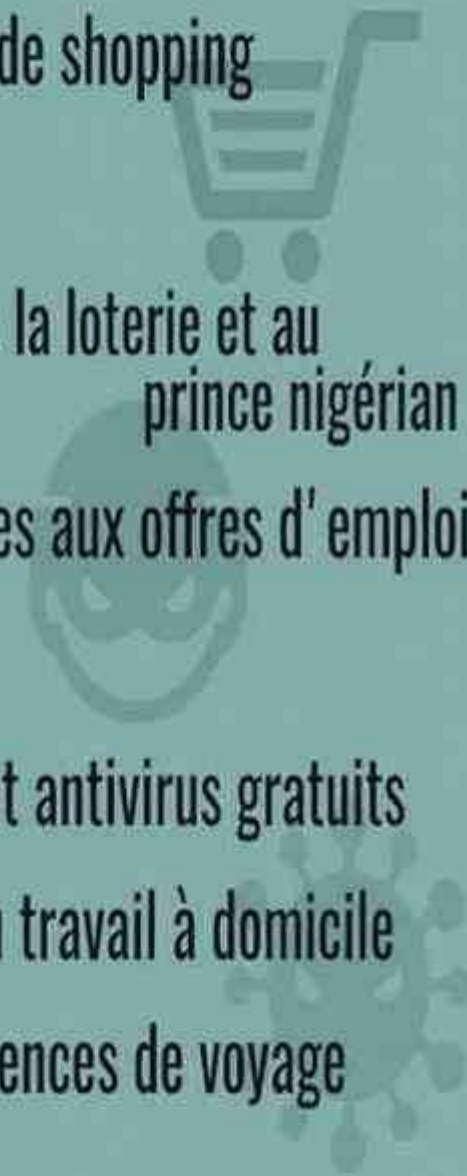 de shopping
la loterie et au
prince nigérian
es aux offres d'emploi
t antivirus gratuits
travail à domicile
ences de voyage